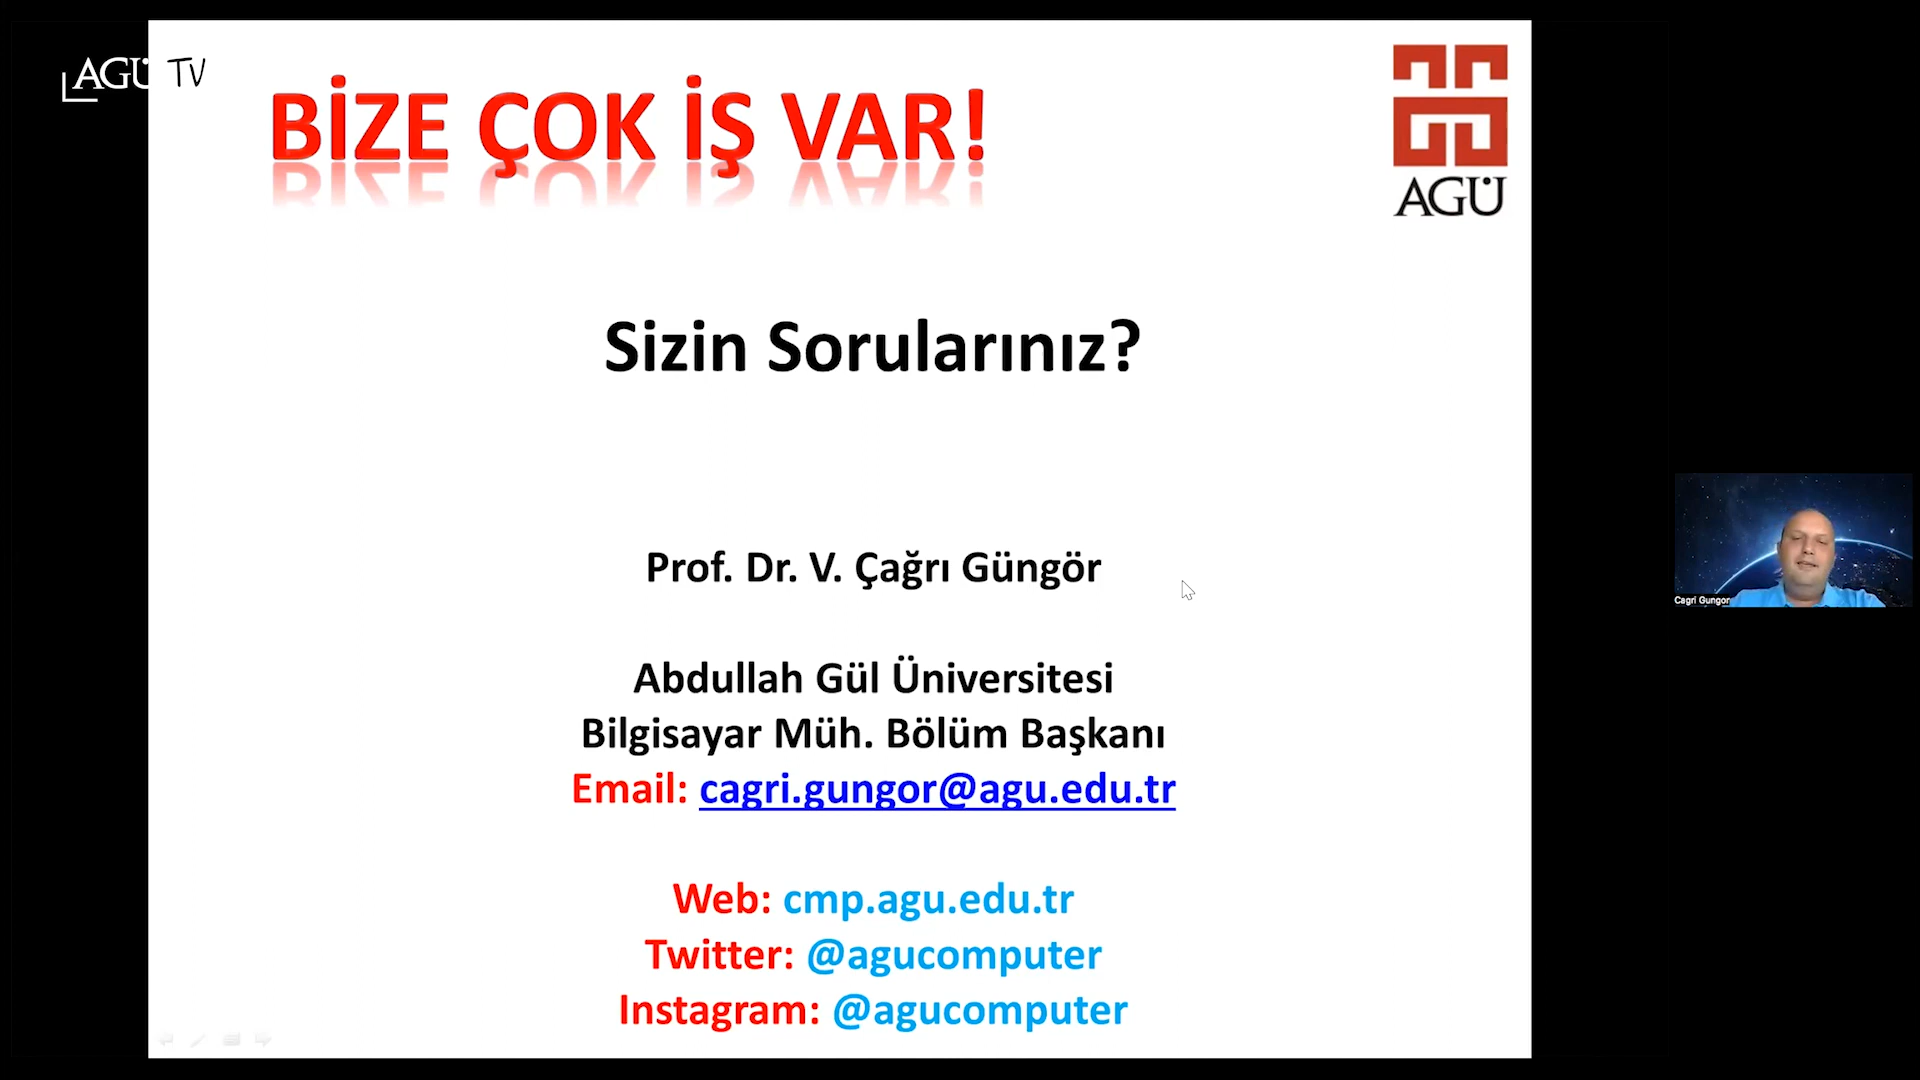 AGÜ TV
BİZE ÇOK İŞ VAR!
AGÜ
Sizin Sorularınız?
Prof. Dr. V. Çağrı Güngör
Cagri Gungor
Abdullah Gül Üniversitesi
Bilgisayar Müh. Bölüm Başkanı
Email: cagri.gungor@agu.edu.tr
Web: cmp.agu.edu.tr
Twitter: @agucomputer
Instagram: @agucomputer